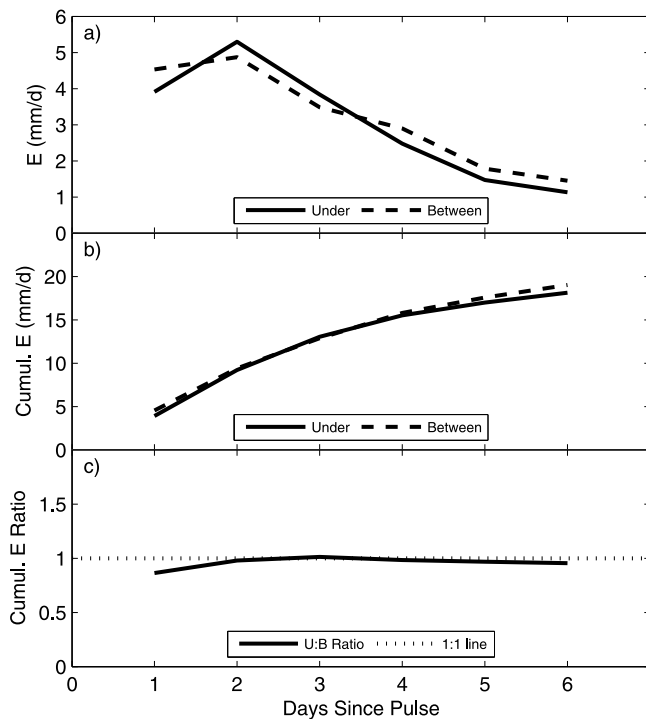 a)
6
5
4
3
2
1
0
E (mm/d)
Under Between
b)
20
15
10
5
0
Cumul. E (mm/d)
Under Between
c)
1.5
1
0.5
0
Cumul. E Ratio
U:B Ratio 1:1 line
0 1 2 3 4 5 6
Days Since Pulse